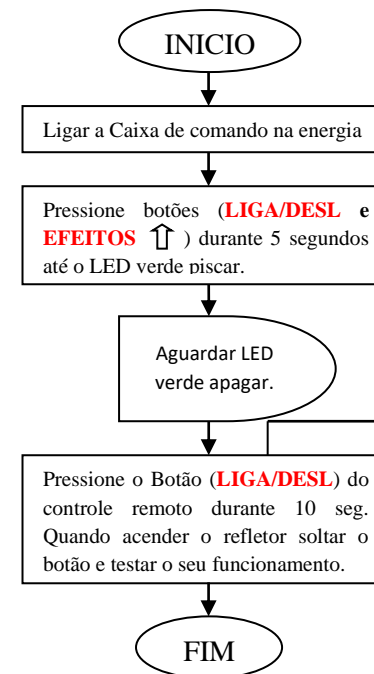 INICIO
Ligar a Caixa de comando na energia
Pressione botões (LIGA/DESL e
EFEITOS ⇧ ) durante 5 segundos
até o LED verde piscar.
Aguardar LED
verde apagar.
Pressione o Botão (LIGA/DESL) do
controle remoto durante 10 seg.
Quando acender o refletor soltar o
botão e testar o seu funcionamento.
FIM